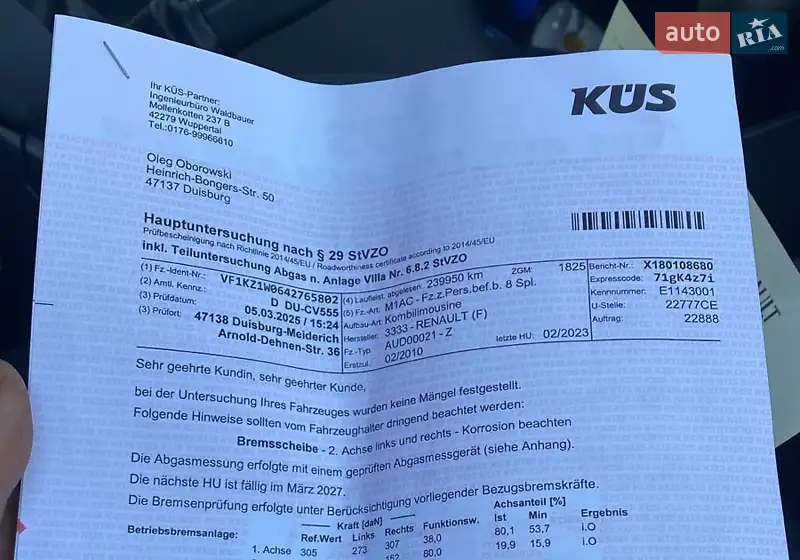 auto RIA .com
KÜS
Ihr KÜS-Partner:
Ingenieurbüro Waldbauer
Mollenkotten 237 B
42279 Wuppertal
Tel.:0176-99966610
Oleg Oborowski
Heinrich-Bongers-Str. 50
47137 Duisburg
Hauptuntersuchung nach § 29 StVZO
Prüfbescheinigung nach Richtlinie 2014/45/EU / Roadworthiness certificate according to 2014/45/EU
inkl. Teiluntersuchung Abgas n. Anlage VIIIa Nr. 6.8.2 StVZO
(1) Fz.-Ident-Nr.: VF1KZ1W0642765802
(2) Amtl. Kennz.: D DU-CV555
(3) Prüfdatum: 05.03.2025 / 15:24
(3) Prüfort: 47138 Duisburg-Meiderich
Arnold-Dehnen-Str. 36
(4) Laufleist. abgelesen: 239950 km ZGM: 1825
(5) Fz.-Art: M1AC - Fz.z.Pers.bef.b. 8 Spl.
Aufbau-Art: Kombilimousine
Hersteller: 3333 - RENAULT (F)
Fz.-Typ AUD00021 - Z
Erstzul.: 02/2010 letzte HU: 02/2023
Bericht-Nr.: X180108680
Expresscode: 71gK4z7i
Kennnummer: E1143001
U-Stelle: 22777CE
Auftrag: 22888
Sehr geehrte Kundin, sehr geehrter Kunde,
bei der Untersuchung Ihres Fahrzeuges wurden keine Mängel festgestellt.
Folgende Hinweise sollten vom Fahrzeughalter dringend beachtet werden:
Bremsscheibe - 2. Achse links und rechts - Korrosion beachten
Die Abgasmessung erfolgte mit einem geprüften Abgasmessgerät (siehe Anhang).
Die nächste HU ist fällig im März 2027.
Die Bremsenprüfung erfolgte unter Berücksichtigung vorliegender Bezugsbremskräfte.
Kraft [daN] Achsanteil [%]
Betriebsbremsanlage: Ref.Wert Links Rechts Funktionsw. Ist Min Ergebnis
1. Achse 305 273 307 38,0 80,1 53,7 i.O
152 80,0 19,9 15,9 i.O